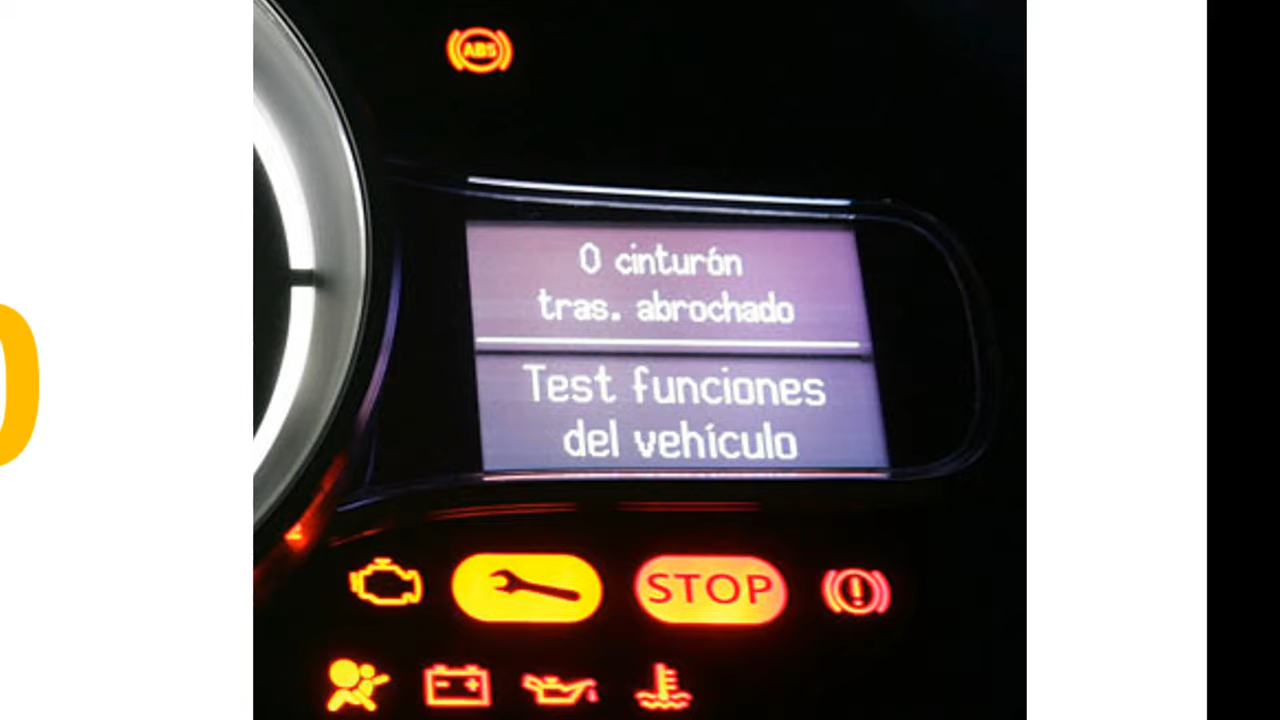 ABS
0 cinturón
tras. abrochado
Test funciones
del vehículo
STOP